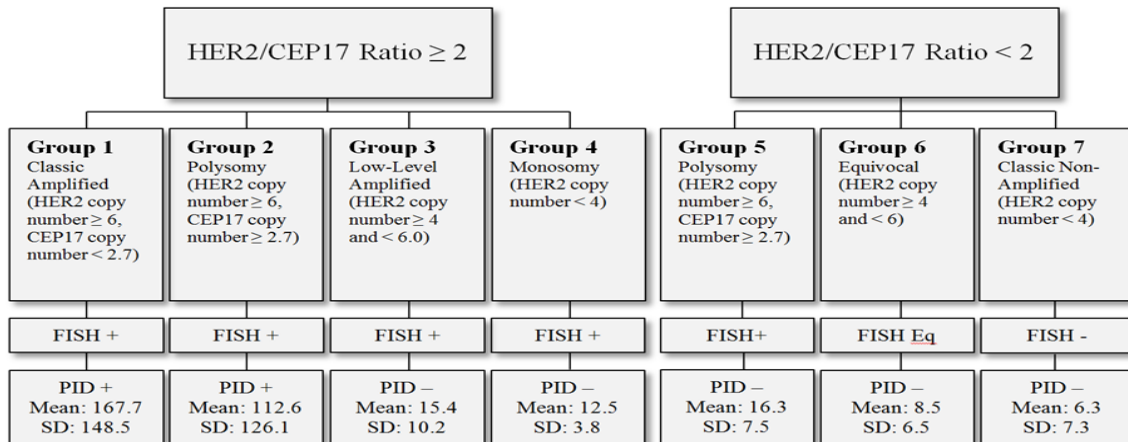 HER2/CEP17 Ratio ≥ 2
HER2/CEP17 Ratio < 2
Group 1
Classic
Amplified
(HER2 copy
number ≥ 6,
CEP17 copy
number < 2.7)
Group 2
Polysomy
(HER2 copy
number ≥ 6,
CEP17 copy
number ≥ 2.7)
Group 3
Low-Level
Amplified
(HER2 copy
number ≥ 4
and < 6.0)
Group 4
Monosomy
(HER2 copy
number < 4)
Group 5
Polysomy
(HER2 copy
number ≥ 6,
CEP17 copy
number ≥ 2.7)
Group 6
Equivocal
(HER2 copy
number ≥ 4
and < 6)
Group 7
Classic Non-
Amplified
(HER2 copy
number < 4)
FISH +
FISH +
FISH +
FISH +
FISH+
FISH Eq
FISH -
PID +
Mean: 167.7
SD: 148.5
PID +
Mean: 112.6
SD: 126.1
PID –
Mean: 15.4
SD: 10.2
PID –
Mean: 12.5
SD: 3.8
PID –
Mean: 16.3
SD: 7.5
PID –
Mean: 8.5
SD: 6.5
PID –
Mean: 6.3
SD: 7.3